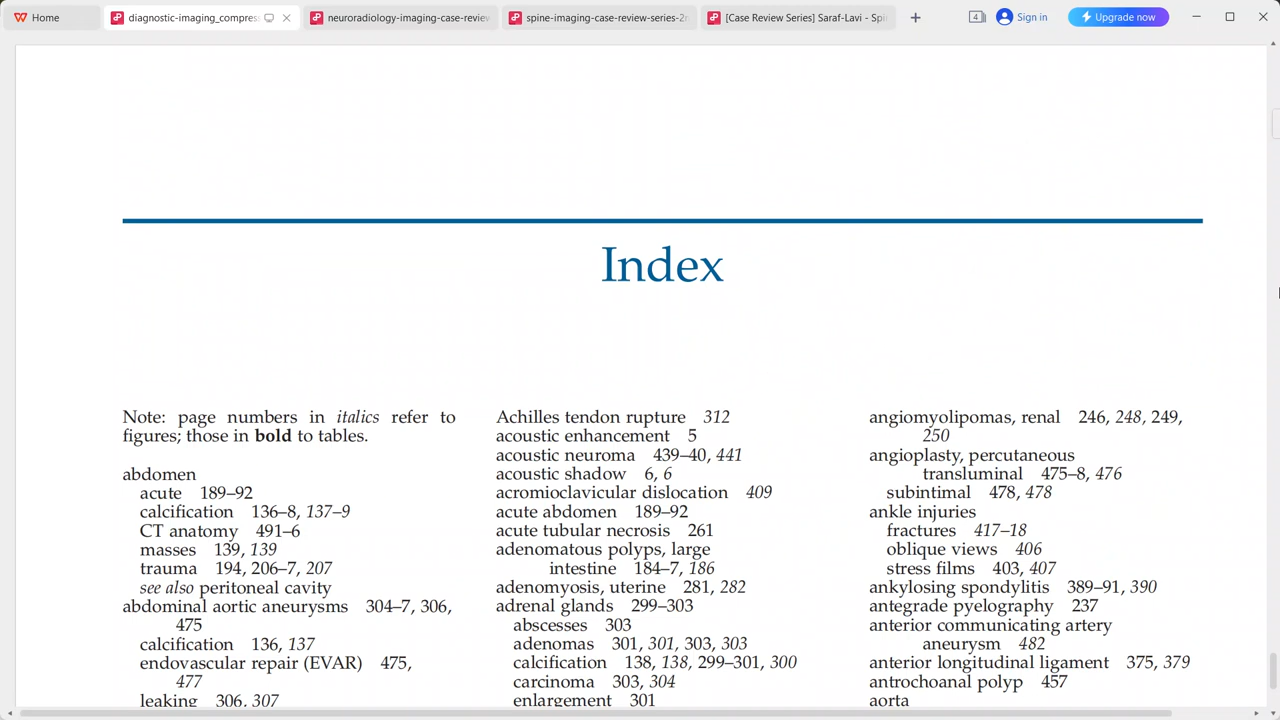 Home
diagnostic-imaging_compress
neuroradiology-imaging-case-review
spine-imaging-case-review-series-2
[Case Review Series] Saraf-Lavi - Spi
4
Sign in
Upgrade now
Index
Note: page numbers in italics refer to
figures; those in bold to tables.
abdomen
acute 189–92
calcification 136–8, 137–9
CT anatomy 491–6
masses 139, 139
trauma 194, 206–7, 207
see also peritoneal cavity
abdominal aortic aneurysms 304–7, 306,
475
calcification 136, 137
endovascular repair (EVAR) 475,
477
leaking 306, 307
Achilles tendon rupture 312
acoustic enhancement 5
acoustic neuroma 439–40, 441
acoustic shadow 6, 6
acromioclavicular dislocation 409
acute abdomen 189–92
acute tubular necrosis 261
adenomatous polyps, large
intestine 184–7, 186
adenomyosis, uterine 281, 282
adrenal glands 299–303
abscesses 303
adenomas 301, 301, 303, 303
calcification 138, 138, 299–301, 300
carcinoma 303, 304
enlargement 301
angiomyolipomas, renal 246, 248, 249,
250
angioplasty, percutaneous
transluminal 475–8, 476
subintimal 478, 478
ankle injuries
fractures 417–18
oblique views 406
stress films 403, 407
ankylosing spondylitis 389–91, 390
antegrade pyelography 237
anterior communicating artery
aneurysm 482
anterior longitudinal ligament 375, 379
antrochoanal polyp 457
aorta